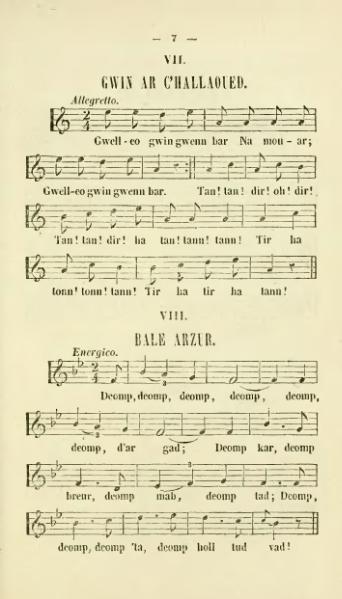 — 7 —
VII.
GWIN AR C'HALLAOUED.
Allegretto.
Gwell-eo gwin gwenn bar Na mou-ar;
Gwell-eo gwin gwenn bar. Tan! tan! dir! oh! dir!
Tan! tan! dir! ha tan! tann! tann! Tir ha
tonn! tonn! tann! Tir ha tir ha tann!
VIII.
BALE ARZUR.
Energico.
Deomp, deomp, deomp, deomp, deomp,
deomp, d'ar gad; Deomp kar, deomp
breur, deomp mab, deomp tad; Deomp,
deomp, deomp 'ta, deomp holl tud vad!